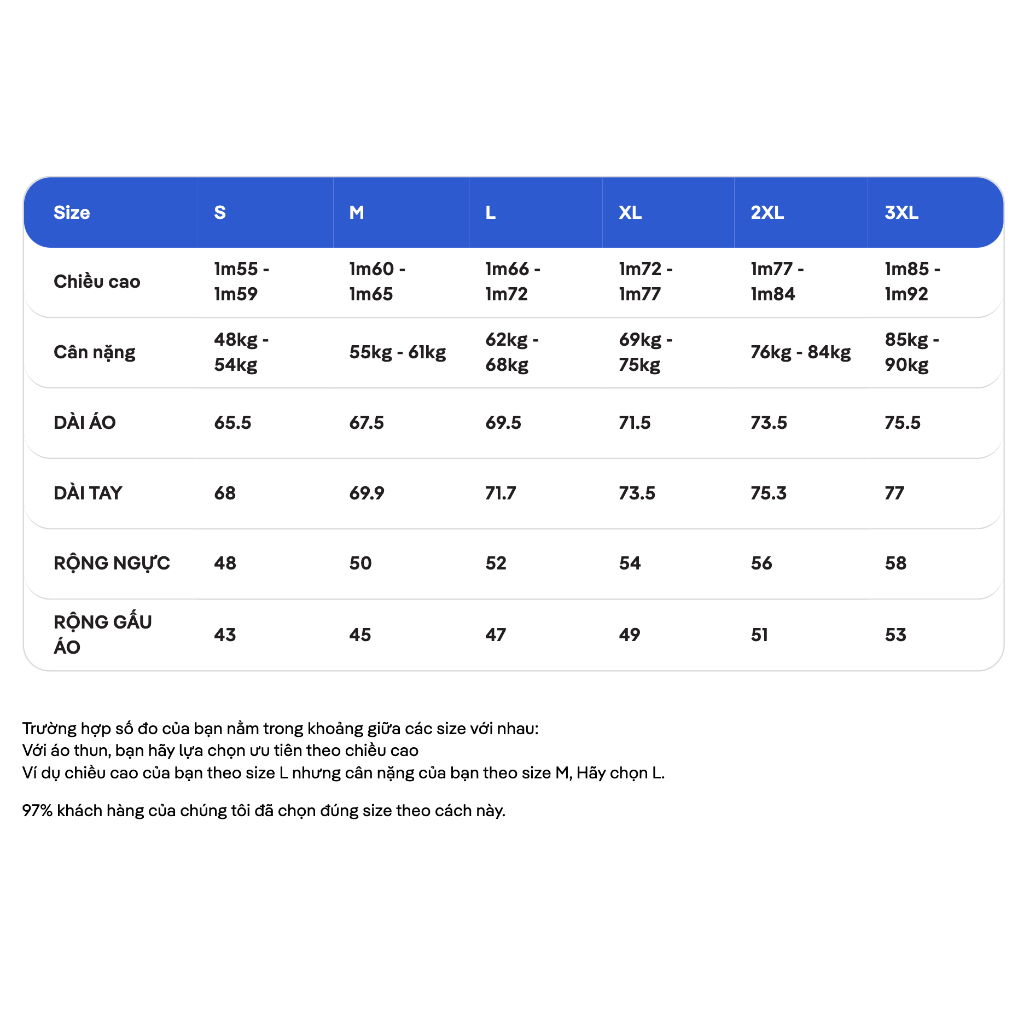 Size S M L XL 2XL 3XL
Chiều cao 1m55 - 1m59 1m60 - 1m65 1m66 - 1m72 1m72 - 1m77 1m77 - 1m84 1m85 - 1m92
Cân nặng 48kg - 54kg 55kg - 61kg 62kg - 68kg 69kg - 75kg 76kg - 84kg 85kg - 90kg
DÀI ÁO 65.5 67.5 69.5 71.5 73.5 75.5
DÀI TAY 68 69.9 71.7 73.5 75.3 77
RỘNG NGỰC 48 50 52 54 56 58
RỘNG GẤU ÁO 43 45 47 49 51 53
Trường hợp số đo của bạn nằm trong khoảng giữa các size với nhau:
Với áo thun, bạn hãy lựa chọn ưu tiên theo chiều cao
Ví dụ chiều cao của bạn theo size L nhưng cân nặng của bạn theo size M, Hãy chọn L.
97% khách hàng của chúng tôi đã chọn đúng size theo cách này.